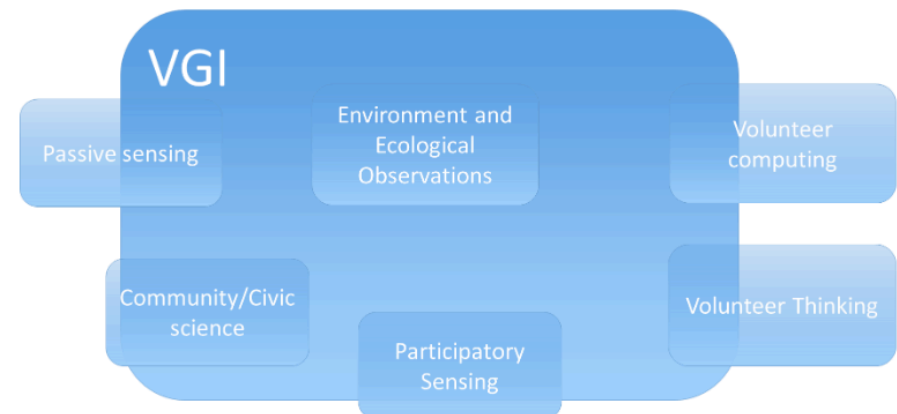 VGI
Environment and
Ecological
Observations
Passive sensing
Volunteer
computing
Community/Civic
science
Participatory
Sensing
Volunteer Thinking